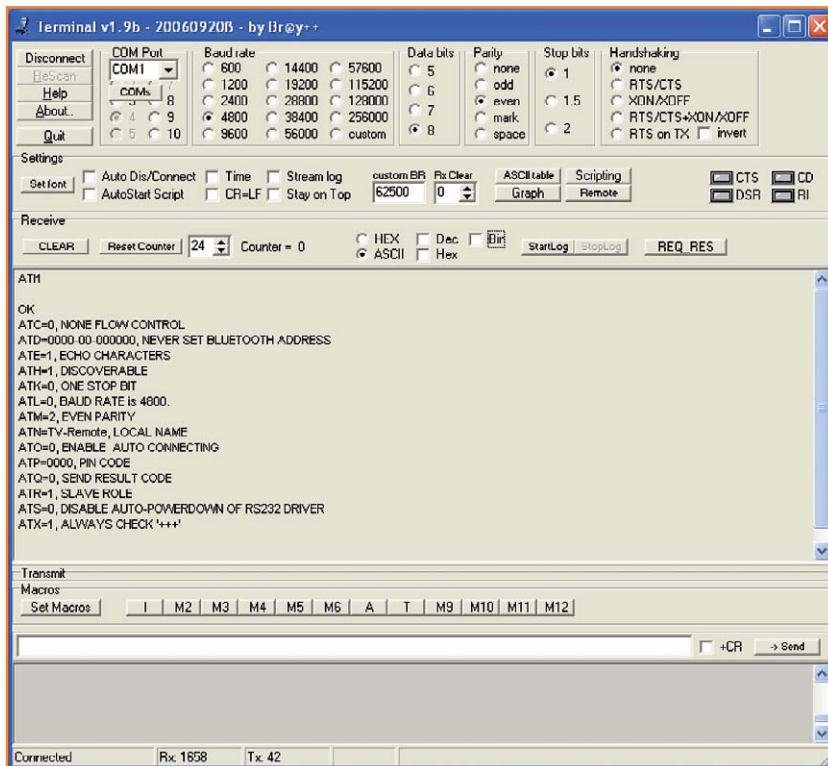 Terminal v1.9b - 20060920B - by Br@y++
Disconnect
ReScan
Help
About..
Quit
COM Port
COM1
COMs
8
4 9
5 10
Baud rate
600 14400 57600
1200 19200 115200
2400 28800 128000
4800 38400 256000
9600 56000 custom
Data bits
5
6
7
8
Parity
none
odd
even
mark
space
Stop bits
1
1.5
2
Handshaking
none
RTS/CTS
XON/XOFF
RTS/CTS+XON/XOFF
RTS on TX invert
Settings
Set font
Auto Dis/Connect Time Stream log
AutoStart Script CR=LF Stay on Top
custom BR Rx Clear
62500 0
ASCII table Scripting
Graph Remote
CTS CD
DSR RI
Receive
CLEAR Reset Counter 24 Counter = 0
HEX Dec Bin
ASCII Hex
StartLog StopLog REQ_RES
OK
ATC=0, NONE FLOW CONTROL
ATD=0000-00-000000, NEVER SET BLUETOOTH ADDRESS
ATE=1, ECHO CHARACTERS
ATH=1, DISCOVERABLE
ATK=0, ONE STOP BIT
ATL=0, BAUD RATE is 4800.
ATM=2, EVEN PARITY
ATN=TV-Remote, LOCAL NAME
ATO=0, ENABLE AUTO CONNECTING
ATP=0000, PIN CODE
ATQ=0, SEND RESULT CODE
ATR=1, SLAVE ROLE
ATS=0, DISABLE AUTO-POWERDOWN OF RS232 DRIVER
ATX=1, ALWAYS CHECK '+++'
Transmit
Macros
Set Macros I M2 M3 M4 M5 M6 A T M9 M10 M11 M12
+CR -> Send
Connected Rx: 1658 Tx: 42